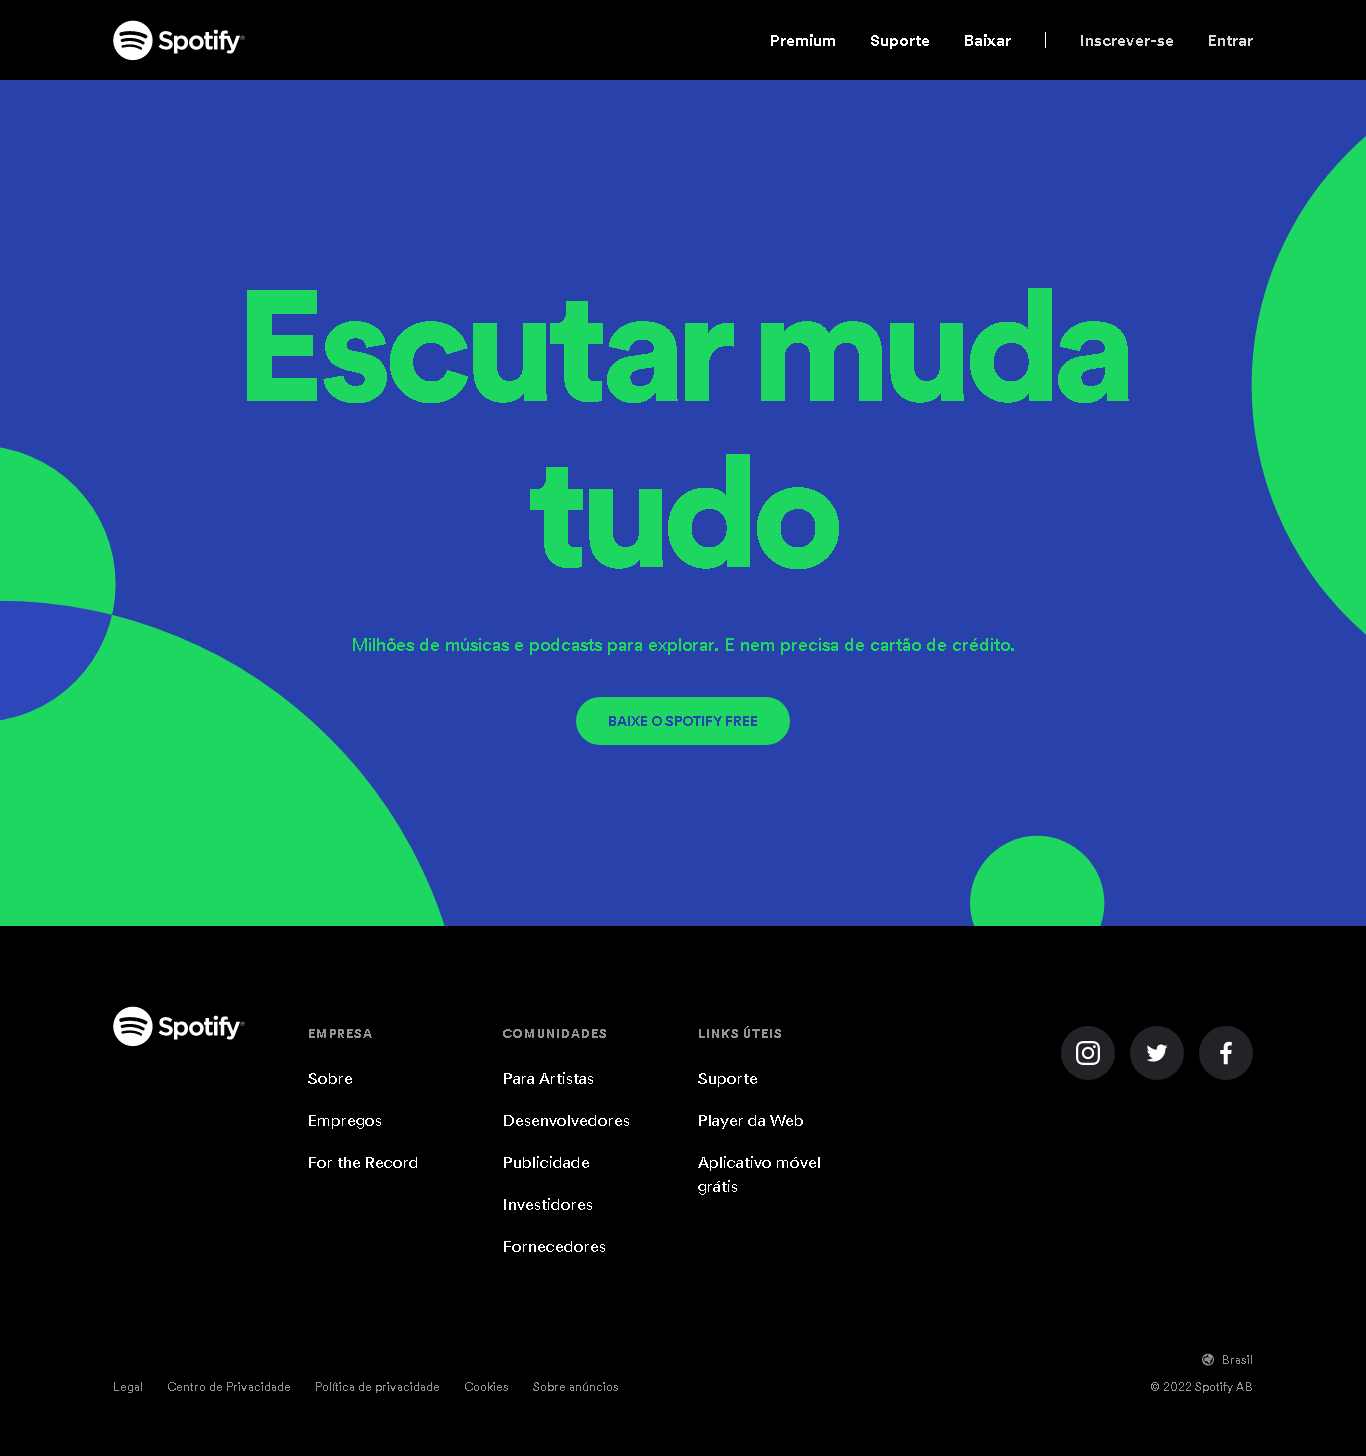 Spotify
Premium Suporte Baixar Inscrever-se Entrar
Escutar muda
tudo
Milhões de músicas e podcasts para explorar. E nem precisa de cartão de crédito.
BAIXE O SPOTIFY FREE
Spotify
EMPRESA
Sobre
Empregos
For the Record
COMUNIDADES
Para Artistas
Desenvolvedores
Publicidade
Investidores
Fornecedores
LINKS ÚTEIS
Suporte
Player da Web
Aplicativo móvel
grátis
Brasil
Legal Centro de Privacidade Política de privacidade Cookies Sobre anúncios
© 2022 Spotify AB